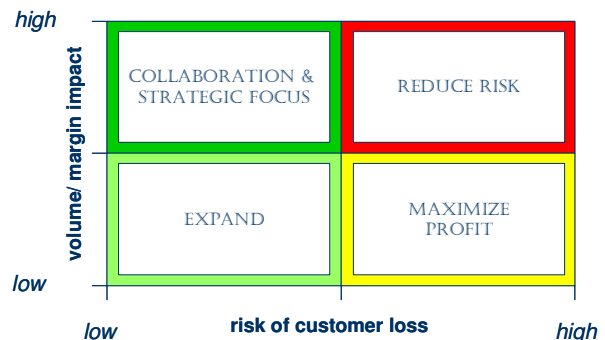 high
COLLABORATION &
STRATEGIC FOCUS
REDUCE RISK
volume/ margin impact
EXPAND
MAXIMIZE
PROFIT
low
low
risk of customer loss
high